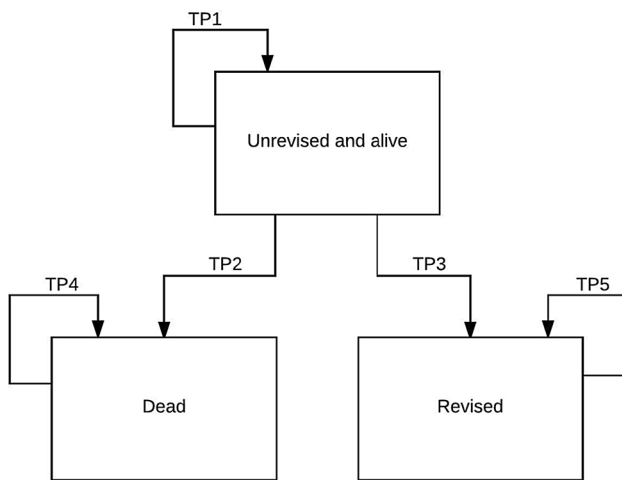 TP1
Unrevised and alive
TP2
TP3
TP4
TP5
Dead
Revised